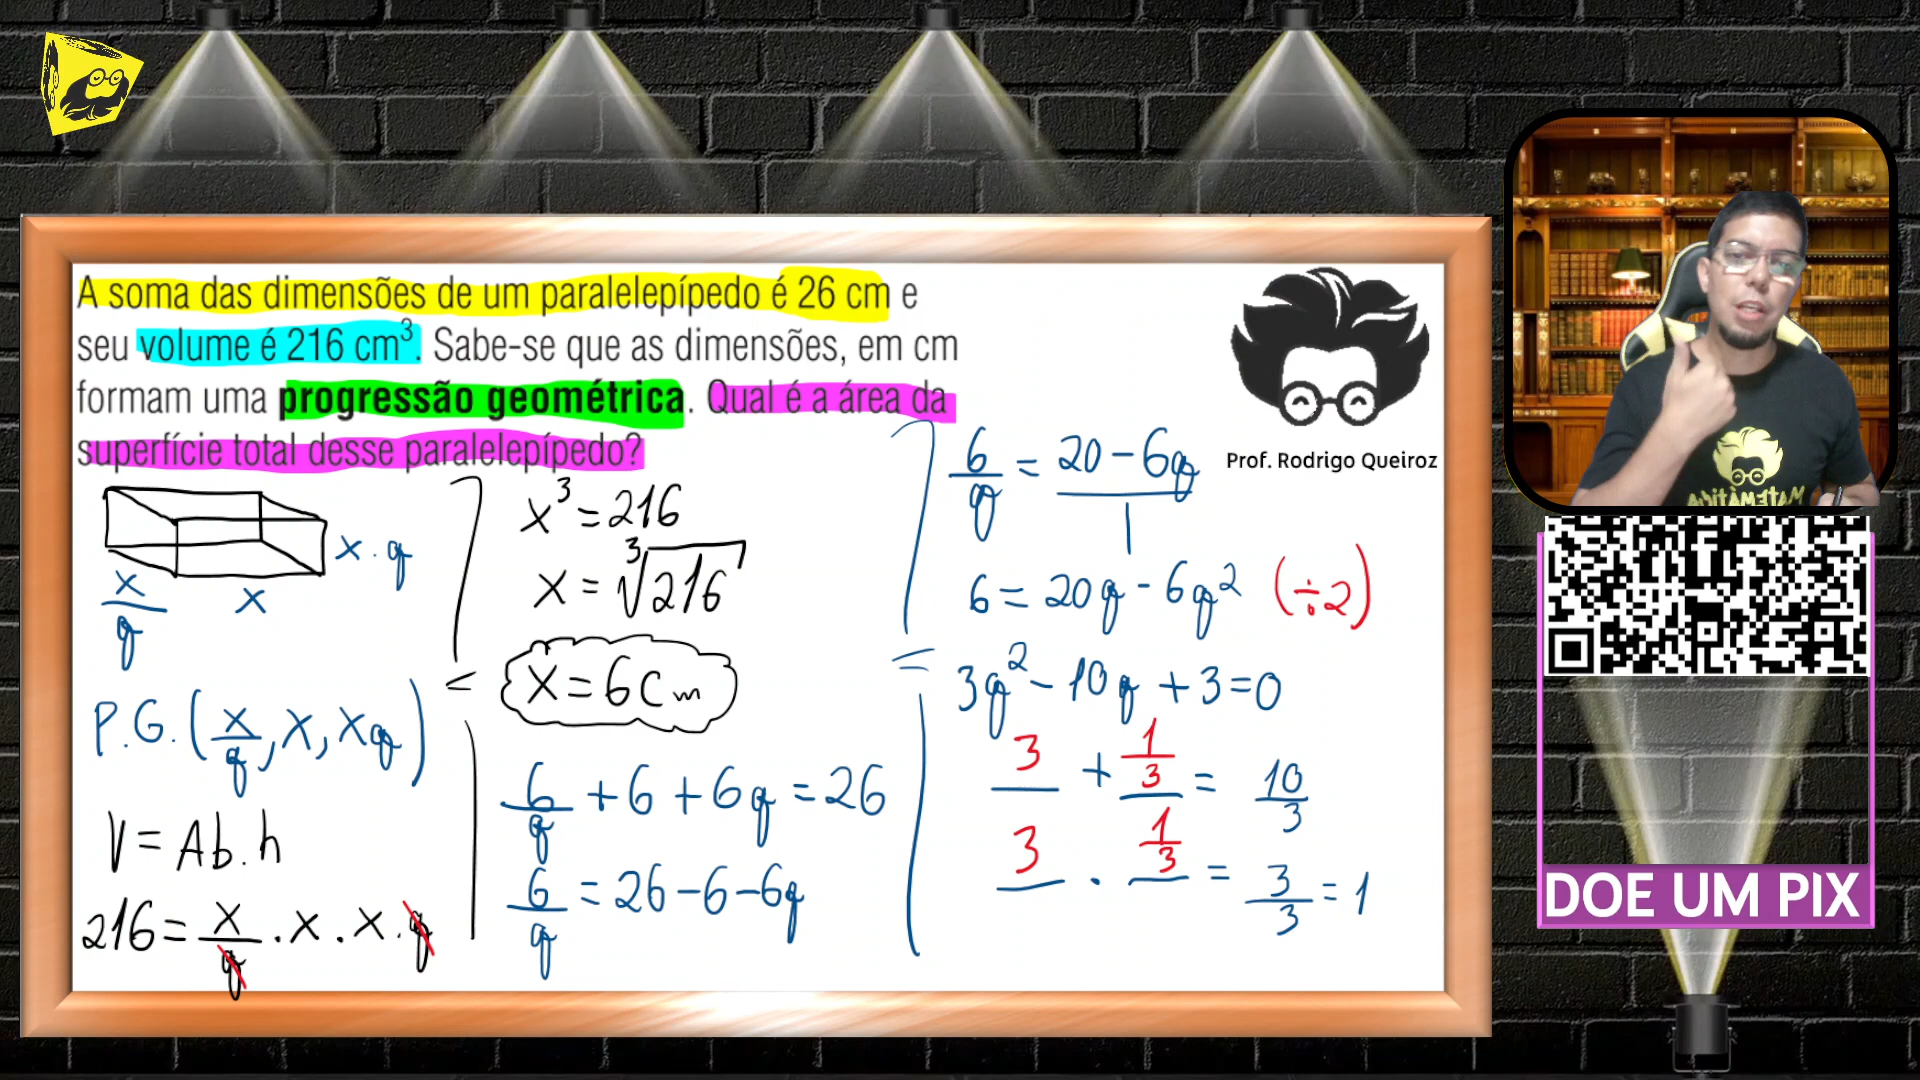 A soma das dimensões de um paralelepípedo é 26 cm e
seu volume é 216 cm³. Sabe-se que as dimensões, em cm
formam uma progressão geométrica. Qual é a área da
superfície total desse paralelepípedo?
x/q
x
x . q
P.G. (x/q, x, xq)
V = Ab . h
216 = x/q . x . x . q
x³ = 216
x = ³√216
x = 6cm
6/q + 6 + 6q = 26
6/q = 26 - 6 - 6q
6/q = 20 - 6q/1
6 = 20q - 6q² (÷2)
3q² - 10q + 3 = 0
3 + 1/3 = 10/3
3 . 1/3 = 3/3 = 1
Prof. Rodrigo Queiroz
MATEMÁTICA
DOE UM PIX